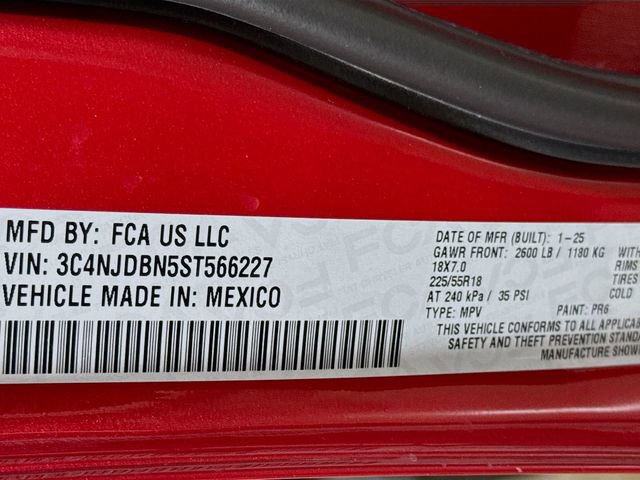 MFD BY: FCA US LLC
VIN: 3C4NJDBN5ST566227
VEHICLE MADE IN: MEXICO
DATE OF MFR (BUILT): 1-25
GAWR FRONT: 2600 LB / 1180 KG WITH
18X7.0 RIMS
225/55R18 TIRES
AT 240 kPa / 35 PSI COLD
TYPE: MPV PAINT: PR6
THIS VEHICLE CONFORMS TO ALL APPLICAB
SAFETY AND THEFT PREVENTION STANDA
MANUFACTURE SHOW